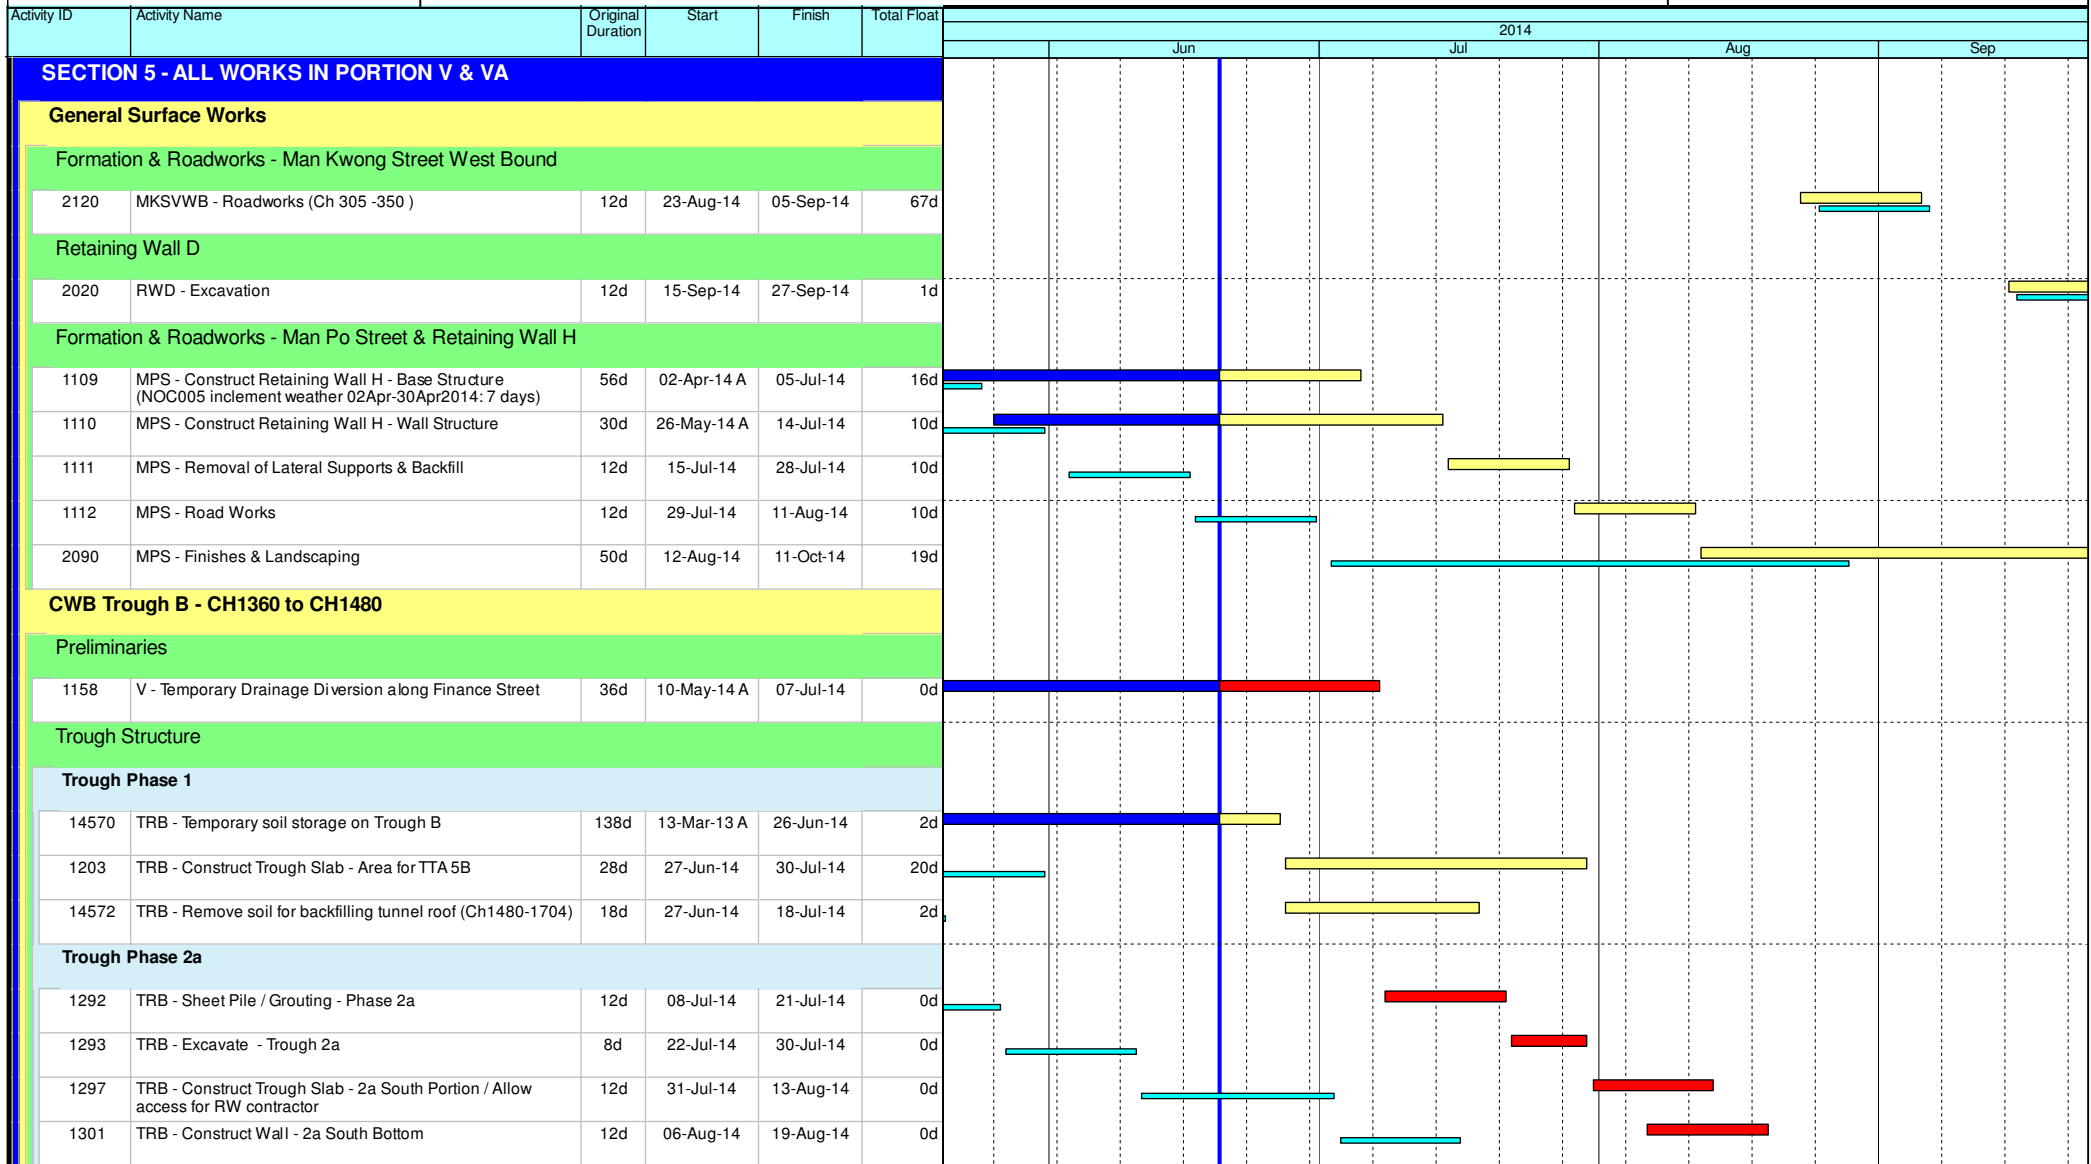 Activity ID Activity Name Original Duration Start Finish Total Float
2014
Jun Jul Aug Sep
SECTION 5 - ALL WORKS IN PORTION V & VA
General Surface Works
Formation & Roadworks - Man Kwong Street West Bound
2120 MKSVWB - Roadworks (Ch 305 -350 ) 12d 23-Aug-14 05-Sep-14 67d
Retaining Wall D
2020 RWD - Excavation 12d 15-Sep-14 27-Sep-14 1d
Formation & Roadworks - Man Po Street & Retaining Wall H
1109 MPS - Construct Retaining Wall H - Base Structure 56d 02-Apr-14 A 05-Jul-14 16d
(NOC005 inclement weather 02Apr-30Apr2014: 7 days)
1110 MPS - Construct Retaining Wall H - Wall Structure 30d 26-May-14 A 14-Jul-14 10d
1111 MPS - Removal of Lateral Supports & Backfill 12d 15-Jul-14 28-Jul-14 10d
1112 MPS - Road Works 12d 29-Jul-14 11-Aug-14 10d
2090 MPS - Finishes & Landscaping 50d 12-Aug-14 11-Oct-14 19d
CWB Trough B - CH1360 to CH1480
Preliminaries
1158 V - Temporary Drainage Diversion along Finance Street 36d 10-May-14 A 07-Jul-14 0d
Trough Structure
Trough Phase 1
14570 TRB - Temporary soil storage on Trough B 138d 13-Mar-13 A 26-Jun-14 2d
1203 TRB - Construct Trough Slab - Area for TTA 5B 28d 27-Jun-14 30-Jul-14 20d
14572 TRB - Remove soil for backfilling tunnel roof (Ch1480-1704) 18d 27-Jun-14 18-Jul-14 2d
Trough Phase 2a
1292 TRB - Sheet Pile / Grouting - Phase 2a 12d 08-Jul-14 21-Jul-14 0d
1293 TRB - Excavate - Trough 2a 8d 22-Jul-14 30-Jul-14 0d
1297 TRB - Construct Trough Slab - 2a South Portion / Allow 12d 31-Jul-14 13-Aug-14 0d
access for RW contractor
1301 TRB - Construct Wall - 2a South Bottom 12d 06-Aug-14 19-Aug-14 0d